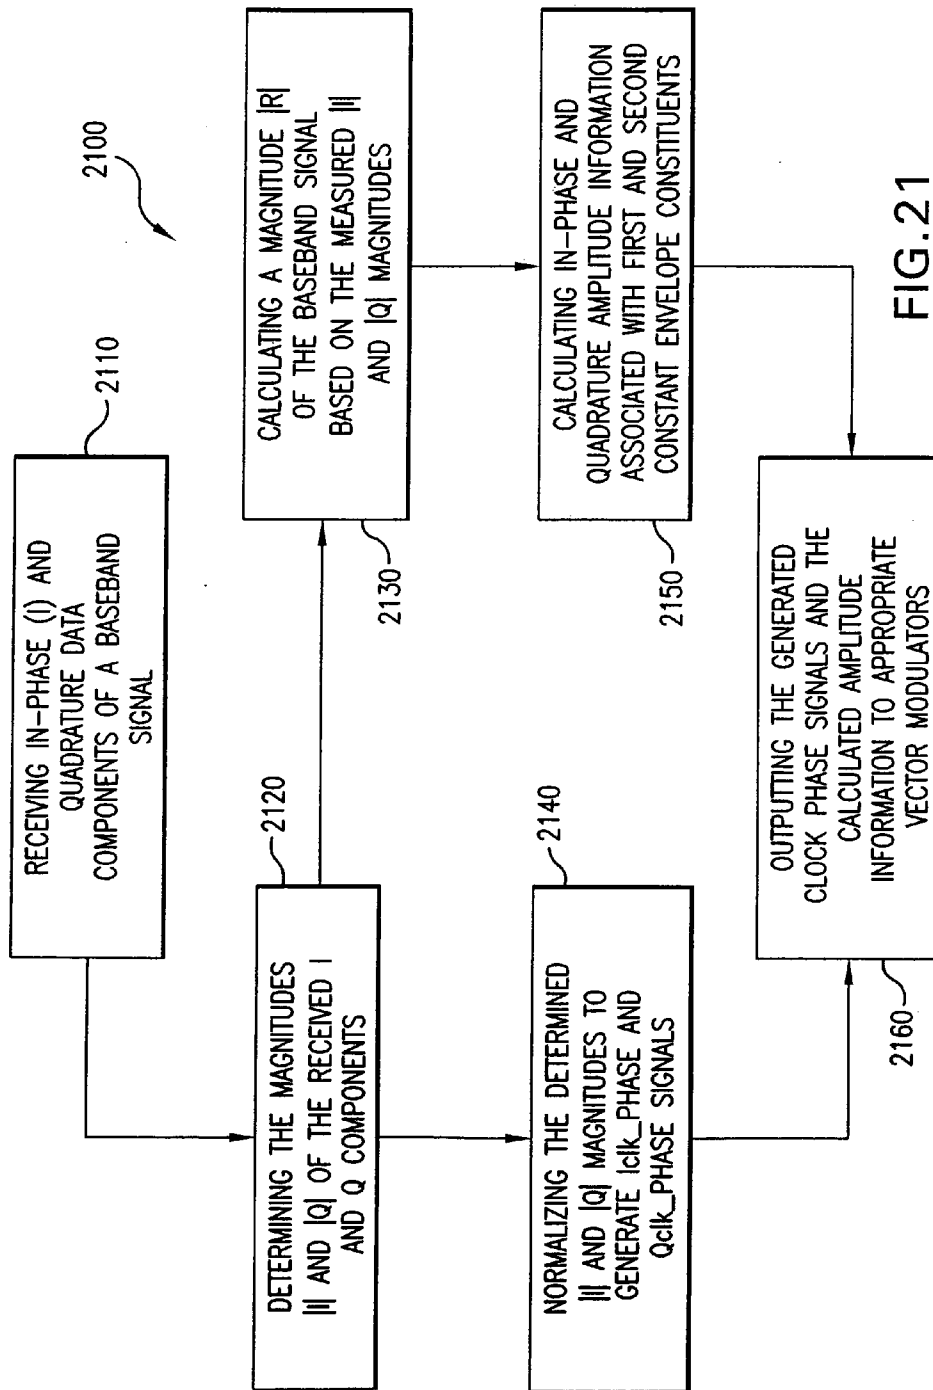 2100
RECEIVING IN-PHASE (I) AND
QUADRATURE DATA
COMPONENTS OF A BASEBAND
SIGNAL
2110
DETERMINING THE MAGNITUDES
|I| AND |Q| OF THE RECEIVED I
AND Q COMPONENTS
2120
CALCULATING A MAGNITUDE |R|
OF THE BASEBAND SIGNAL
BASED ON THE MEASURED |I|
AND |Q| MAGNITUDES
2130
NORMALIZING THE DETERMINED
|I| AND |Q| MAGNITUDES TO
GENERATE Iclk_PHASE AND
Qclk_PHASE SIGNALS
2140
CALCULATING IN-PHASE AND
QUADRATURE AMPLITUDE INFORMATION
ASSOCIATED WITH FIRST AND SECOND
CONSTANT ENVELOPE CONSTITUENTS
2150
OUTPUTTING THE GENERATED
CLOCK PHASE SIGNALS AND THE
CALCULATED AMPLITUDE
INFORMATION TO APPROPRIATE
VECTOR MODULATORS
2160
FIG.21